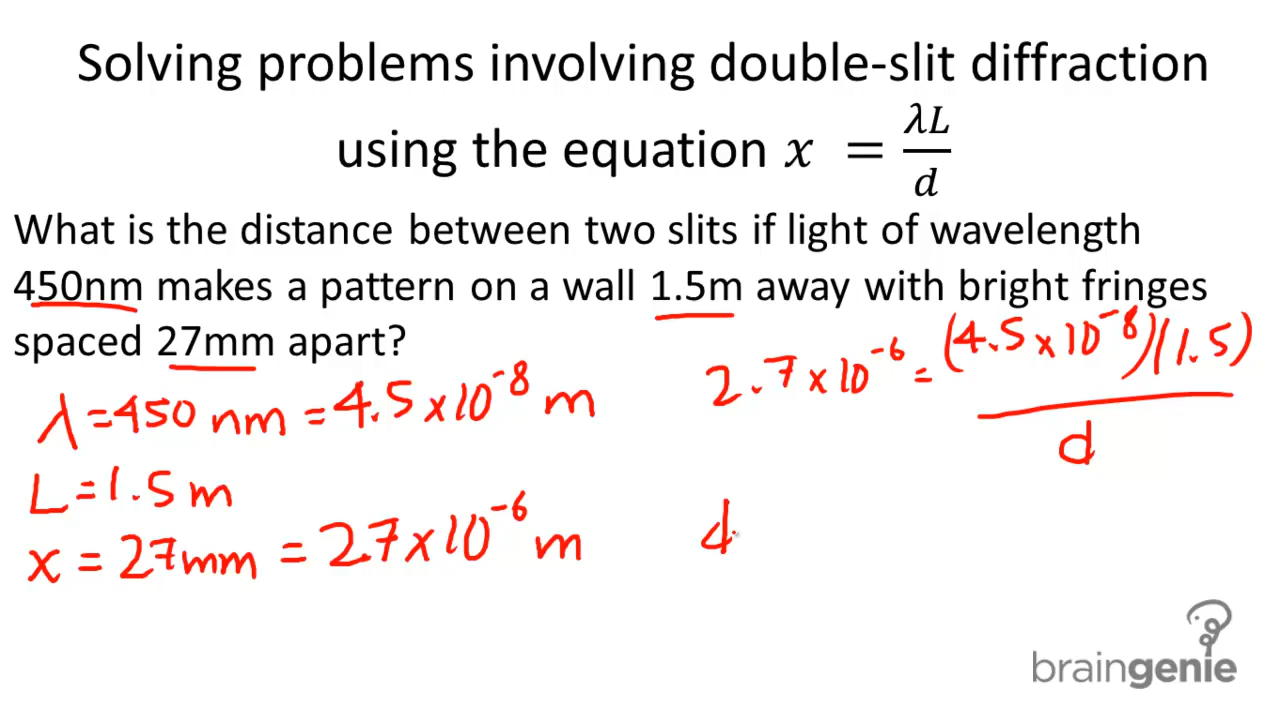 Solving problems involving double-slit diffraction
using the equation x = λL/d
What is the distance between two slits if light of wavelength
450nm makes a pattern on a wall 1.5m away with bright fringes
spaced 27mm apart?
λ = 450 nm = 4.5 x 10⁻⁸ m
L = 1.5 m
x = 27mm = 2.7 x 10⁻⁶ m
2.7 x 10⁻⁶ = (4.5 x 10⁻⁸)(1.5)/d
d
braingenie